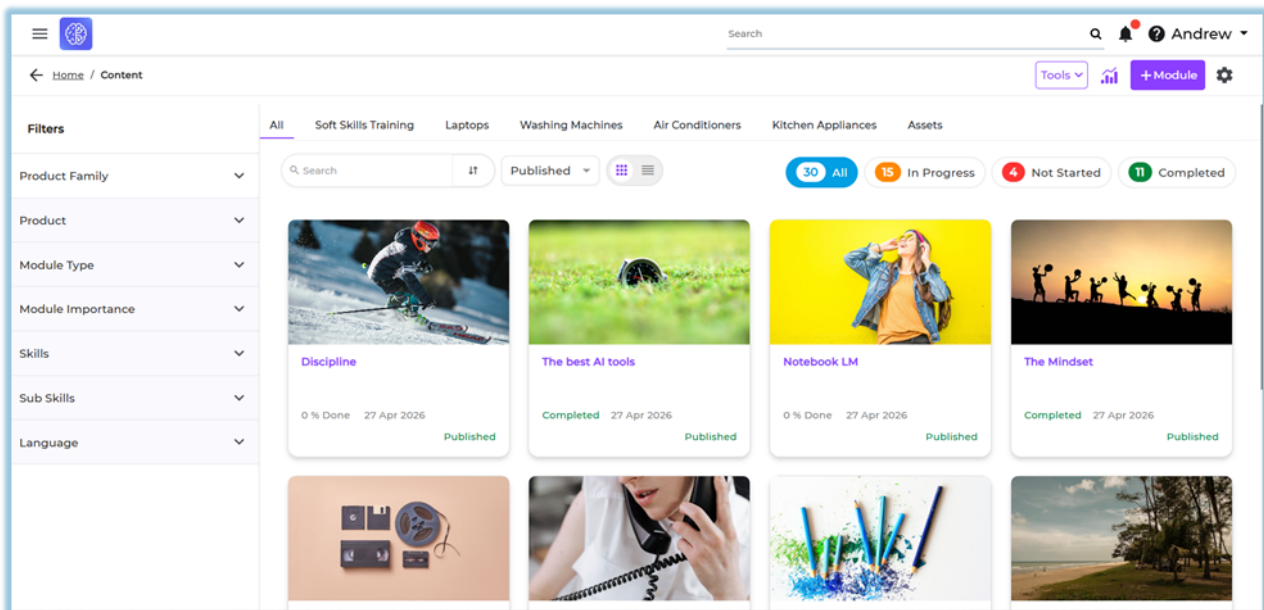 Search
Andrew
Home / Content
Tools
+Module
Filters
All Soft Skills Training Laptops Washing Machines Air Conditioners Kitchen Appliances Assets
Product Family
Search
Published
30 All
15 In Progress
4 Not Started
11 Completed
Product
Module Type
Module Importance
Skills
Sub Skills
Language
Discipline
0 % Done 27 Apr 2026
Published
The best AI tools
Completed 27 Apr 2026
Published
Notebook LM
0 % Done 27 Apr 2026
Published
The Mindset
Completed 27 Apr 2026
Published